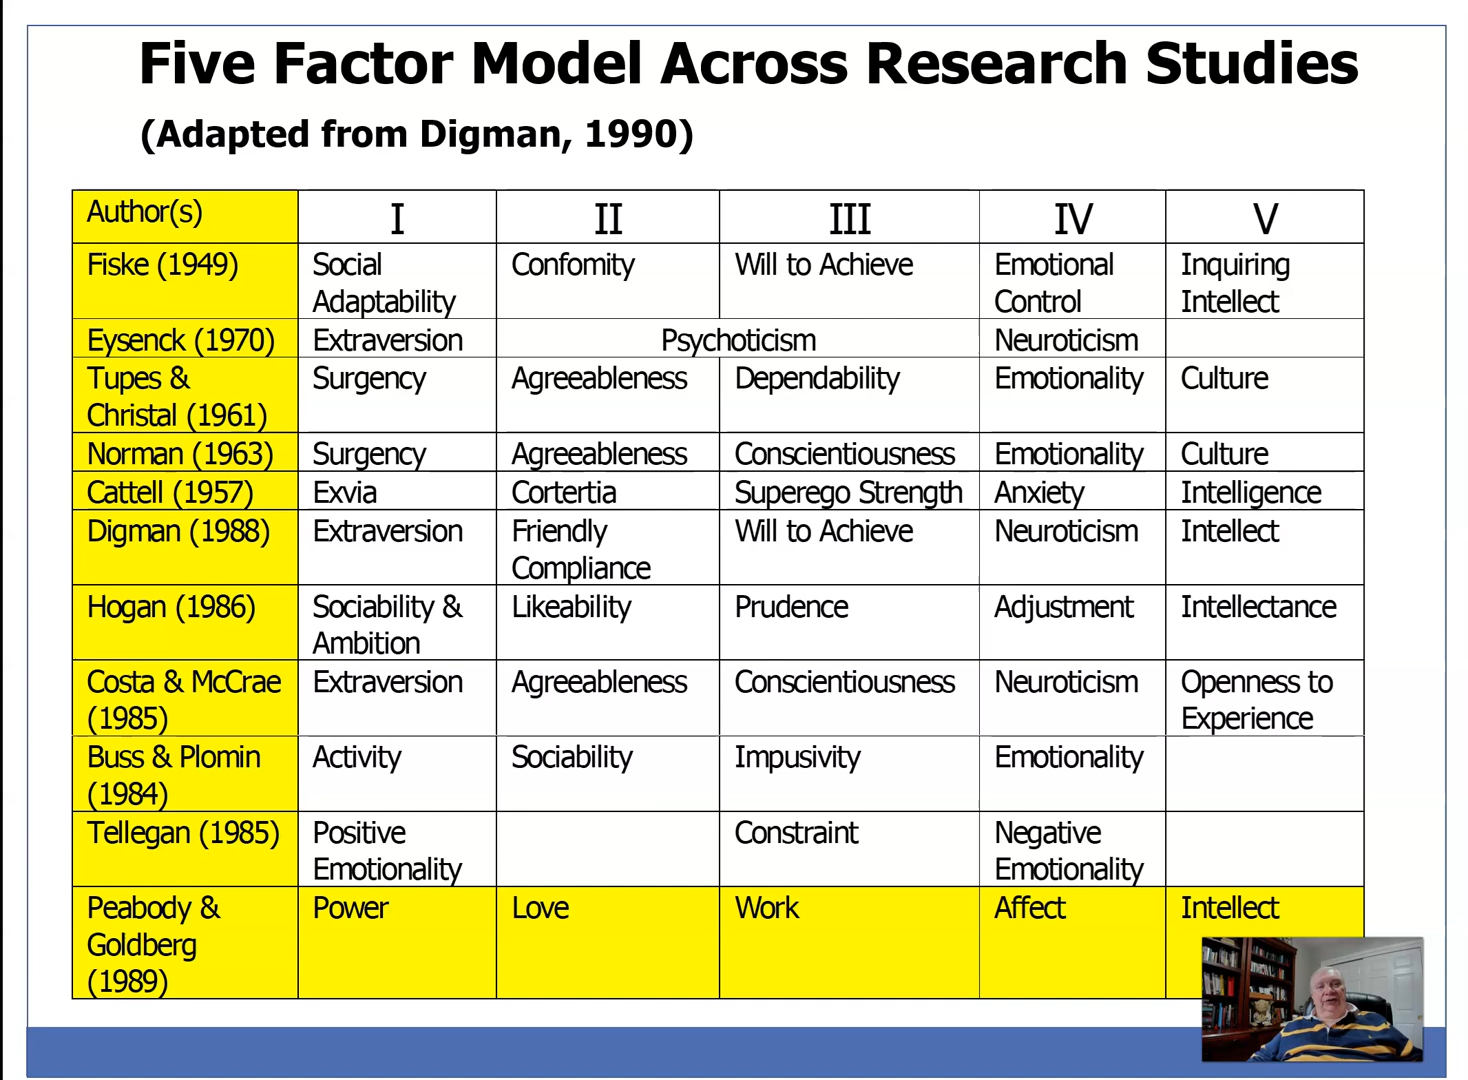 Five Factor Model Across Research Studies
(Adapted from Digman, 1990)
Author(s) I II III IV V
Fiske (1949) Social Confomity Will to Achieve Emotional Inquiring
Adaptability Control Intellect
Eysenck (1970) Extraversion Psychoticism Neuroticism
Tupes & Surgency Agreeableness Dependability Emotionality Culture
Christal (1961)
Norman (1963) Surgency Agreeableness Conscientiousness Emotionality Culture
Cattell (1957) Exvia Cortertia Superego Strength Anxiety Intelligence
Digman (1988) Extraversion Friendly Will to Achieve Neuroticism Intellect
Compliance
Hogan (1986) Sociability & Likeability Prudence Adjustment Intellectance
Ambition
Costa & McCrae Extraversion Agreeableness Conscientiousness Neuroticism Openness to
(1985) Experience
Buss & Plomin Activity Sociability Impusivity Emotionality
(1984)
Tellegan (1985) Positive Constraint Negative
Emotionality Emotionality
Peabody & Power Love Work Affect Intellect
Goldberg
(1989)